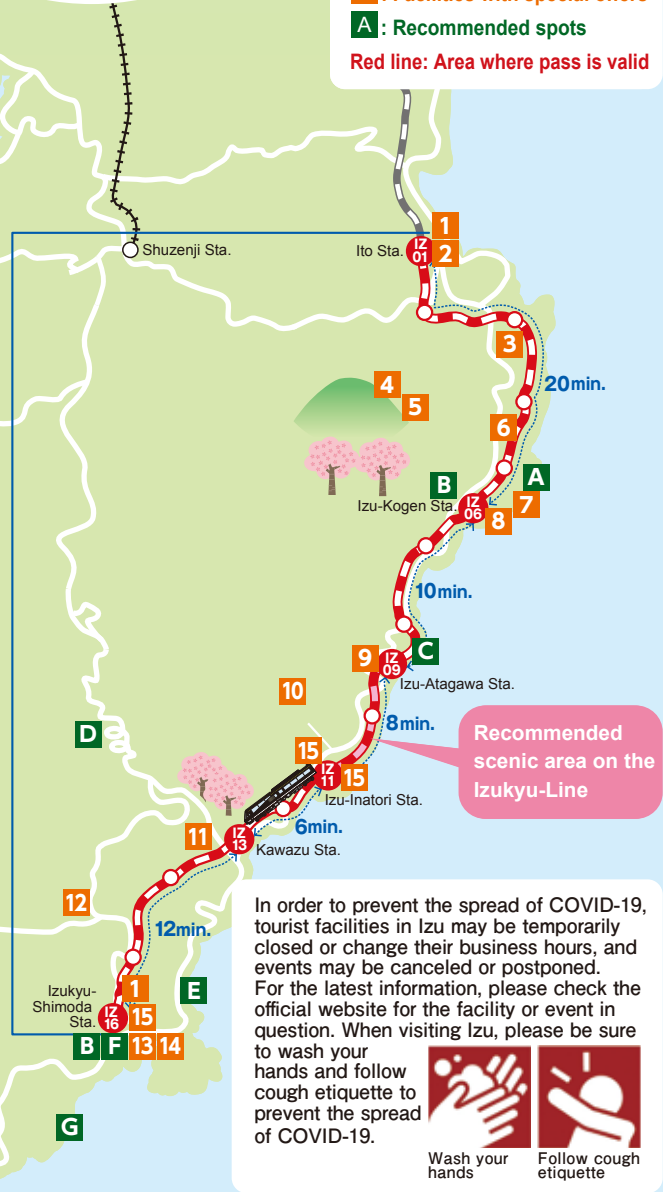 A : Recommended spots
Red line: Area where pass is valid
1
Shuzenji Sta.
Ito Sta.
IZ
01
2
3
4
5
20min.
6
A
B
Izu-Kogen Sta.
IZ
06
7
8
10min.
C
9
IZ
09
Izu-Atagawa Sta.
10
8min.
D
Recommended
scenic area on the
Izukyu-Line
15
IZ
11
15
Izu-Inatori Sta.
6min.
11
IZ
13
Kawazu Sta.
12
12min.
E
Izukyu-
Shimoda
Sta.
1
IZ
16
15
B
F
13
14
G
In order to prevent the spread of COVID-19,
tourist facilities in Izu may be temporarily
closed or change their business hours, and
events may be canceled or postponed.
For the latest information, please check the
official website for the facility or event in
question. When visiting Izu, please be sure
to wash your
hands and follow
cough etiquette to
prevent the spread
of COVID-19.
Wash your
hands
Follow cough
etiquette